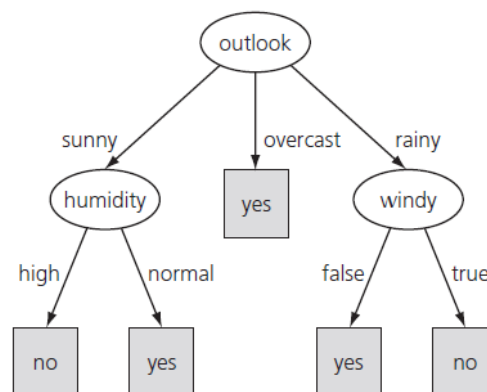 outlook
sunny overcast rainy
humidity yes windy
high normal false true
no yes yes no